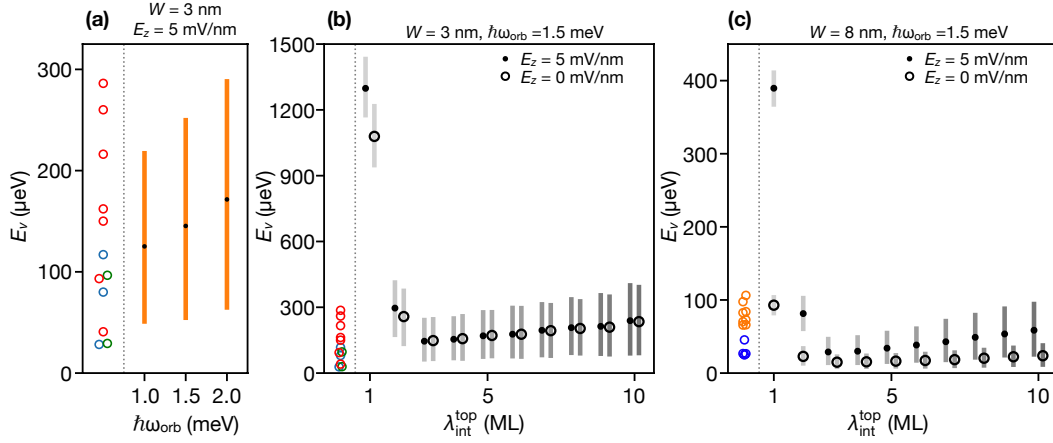 (a)
W = 3 nm
E_z = 5 mV/nm
300
200
100
0
E_v (μeV)
1.0 1.5 2.0
ħω_orb (meV)
(b)
W = 3 nm, ħω_orb =1.5 meV
E_z = 5 mV/nm
E_z = 0 mV/nm
1500
1200
900
600
300
0
E_v (μeV)
1 5 10
λ_int^top (ML)
(c)
W = 8 nm, ħω_orb =1.5 meV
E_z = 5 mV/nm
E_z = 0 mV/nm
400
300
200
100
0
E_v (μeV)
1 5 10
λ_int^top (ML)